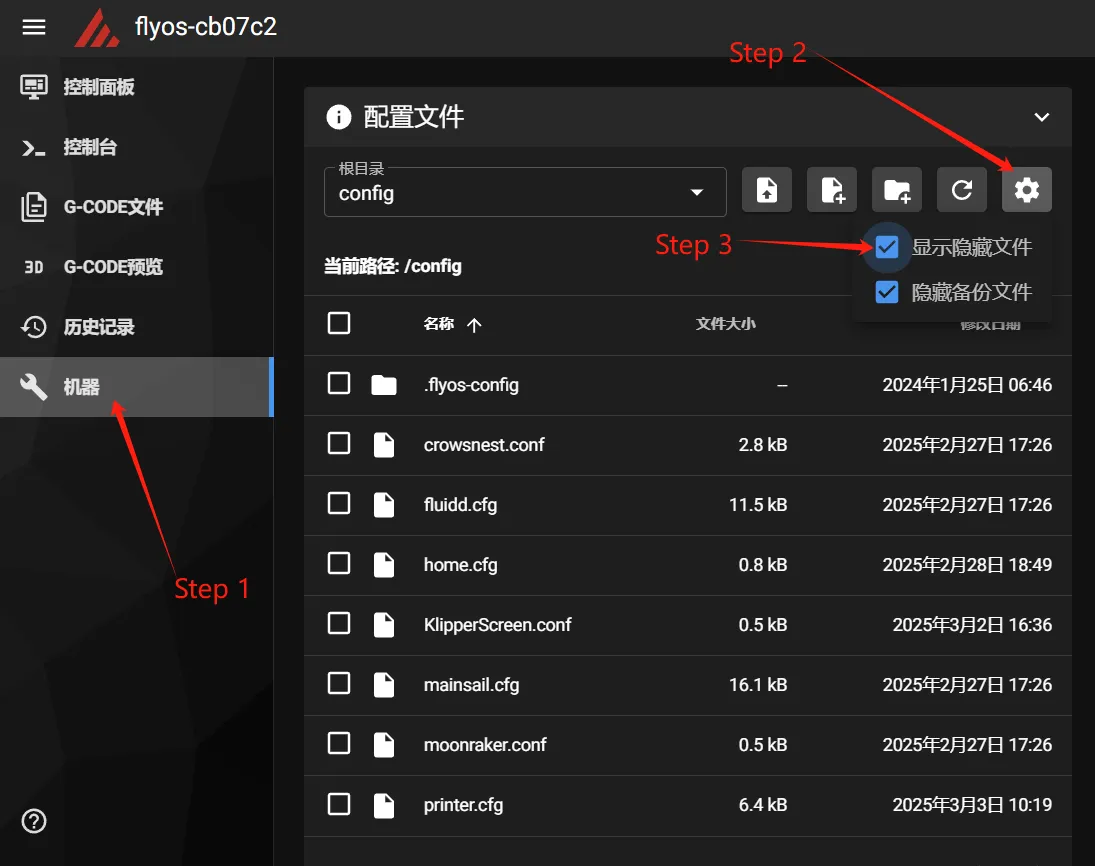 flyos-cb07c2
Step 2
控制面板
控制台
G-CODE文件
3D G-CODE预览
历史记录
机器
Step 1
配置文件
根目录
config
Step 3
显示隐藏文件
当前路径: /config
隐藏备份文件
名称 文件大小 修改日期
.flyos-config -- 2024年1月25日 06:46
crowsnest.conf 2.8 kB 2025年2月27日 17:26
fluidd.cfg 11.5 kB 2025年2月27日 17:26
home.cfg 0.8 kB 2025年2月28日 18:49
KlipperScreen.conf 0.5 kB 2025年3月2日 16:36
mainsail.cfg 16.1 kB 2025年2月27日 17:26
moonraker.conf 0.5 kB 2025年2月27日 17:26
printer.cfg 6.4 kB 2025年3月3日 10:19